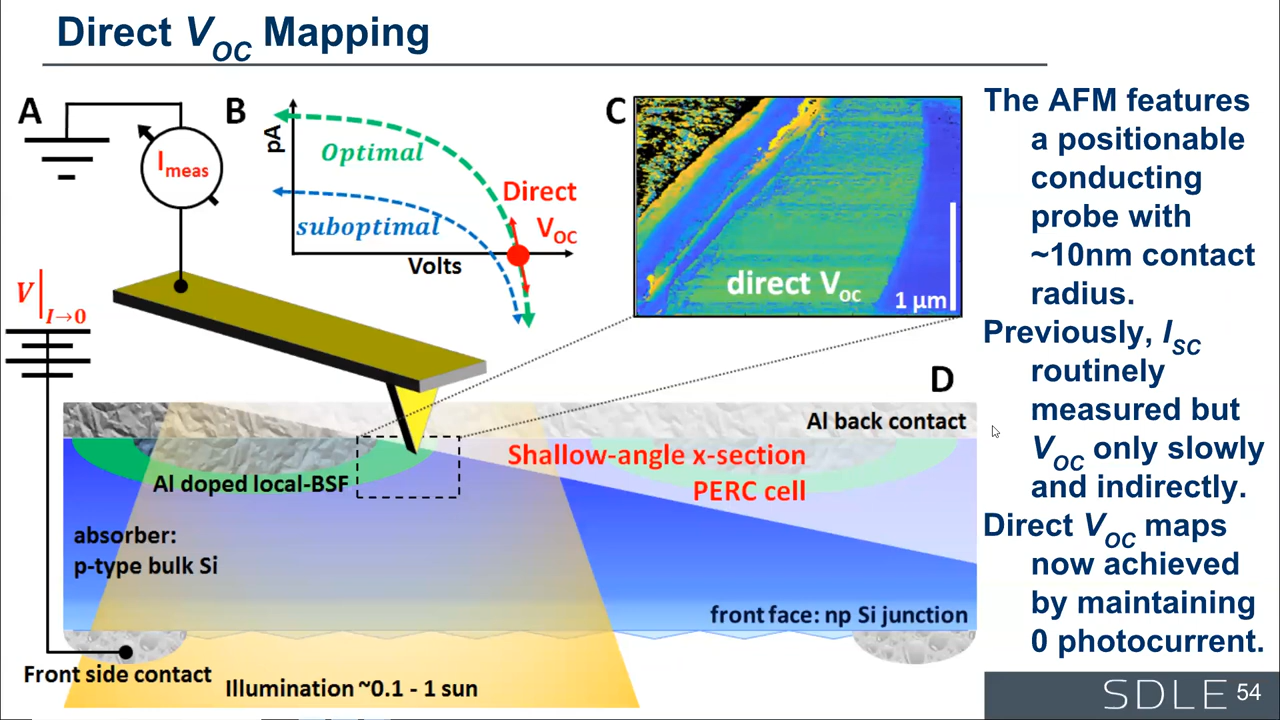 Direct VOC Mapping
A
B
C
D
Imeas
V|I→0
pA
Optimal
suboptimal
Direct
VOC
Volts
direct Voc
1 µm
Al back contact
Shallow-angle x-section
PERC cell
Al doped local-BSF
absorber:
p-type bulk Si
front face: np Si junction
Front side contact
Illumination ~0.1 - 1 sun
The AFM features
a positionable
conducting
probe with
~10nm contact
radius.
Previously, ISC
routinely
measured but
VOC only slowly
and indirectly.
Direct VOC maps
now achieved
by maintaining
0 photocurrent.
SDLE 54